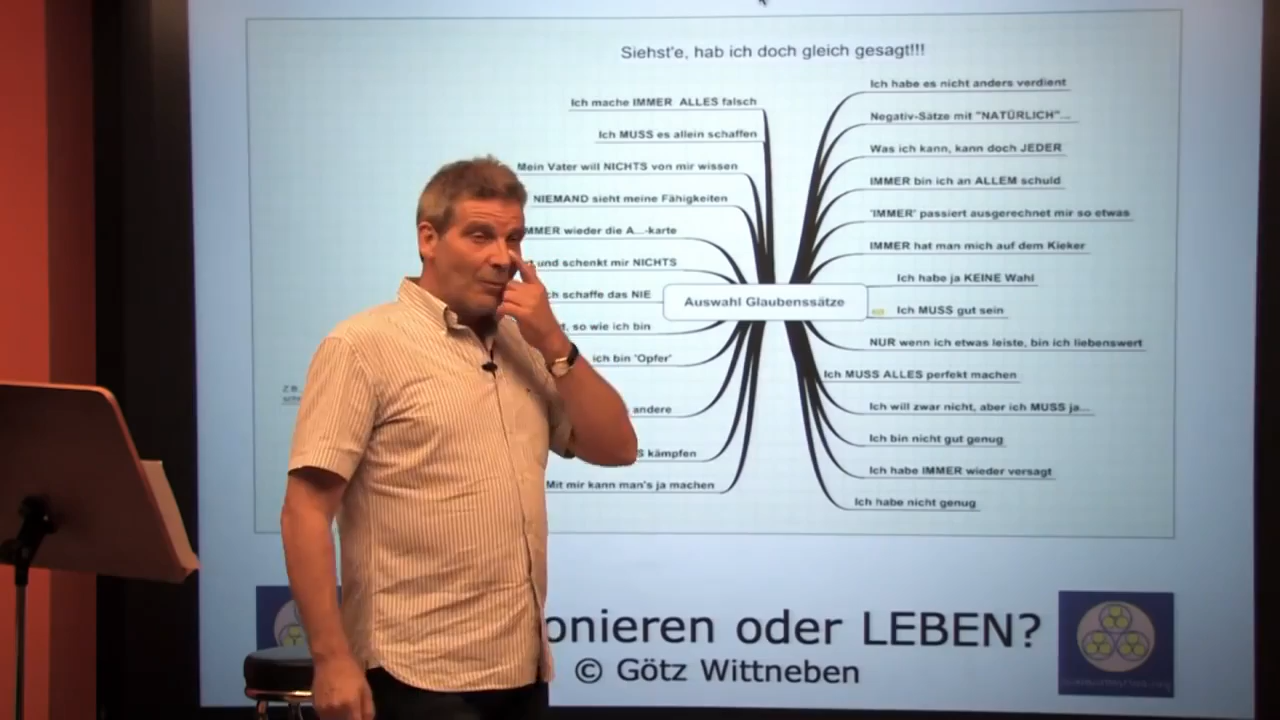 Siehst'e, hab ich doch gleich gesagt!!!
Ich mache IMMER ALLES falsch
Ich MUSS es allein schaffen
Mein Vater will NICHTS von mir wissen
NIEMAND sieht meine Fähigkeiten
wieder die A...-karte
und schenkt mir NICHTS
schaffe das NIE
so wie ich bin
ich bin 'Opfer'
andere
kämpfen
Mit mir kann man's ja machen
Auswahl Glaubenssätze
Ich habe es nicht anders verdient
Negativ-Sätze mit "NATÜRLICH"...
Was ich kann, kann doch JEDER
IMMER bin ich an ALLEM schuld
'IMMER' passiert ausgerechnet mir so etwas
IMMER hat man mich auf dem Kieker
Ich habe ja KEINE Wahl
Ich MUSS gut sein
NUR wenn ich etwas leiste, bin ich liebenswert
Ich MUSS ALLES perfekt machen
Ich will zwar nicht, aber ich MUSS ja...
Ich bin nicht gut genug
Ich habe IMMER wieder versagt
Ich habe nicht genug
onieren oder LEBEN?
© Götz Wittneben